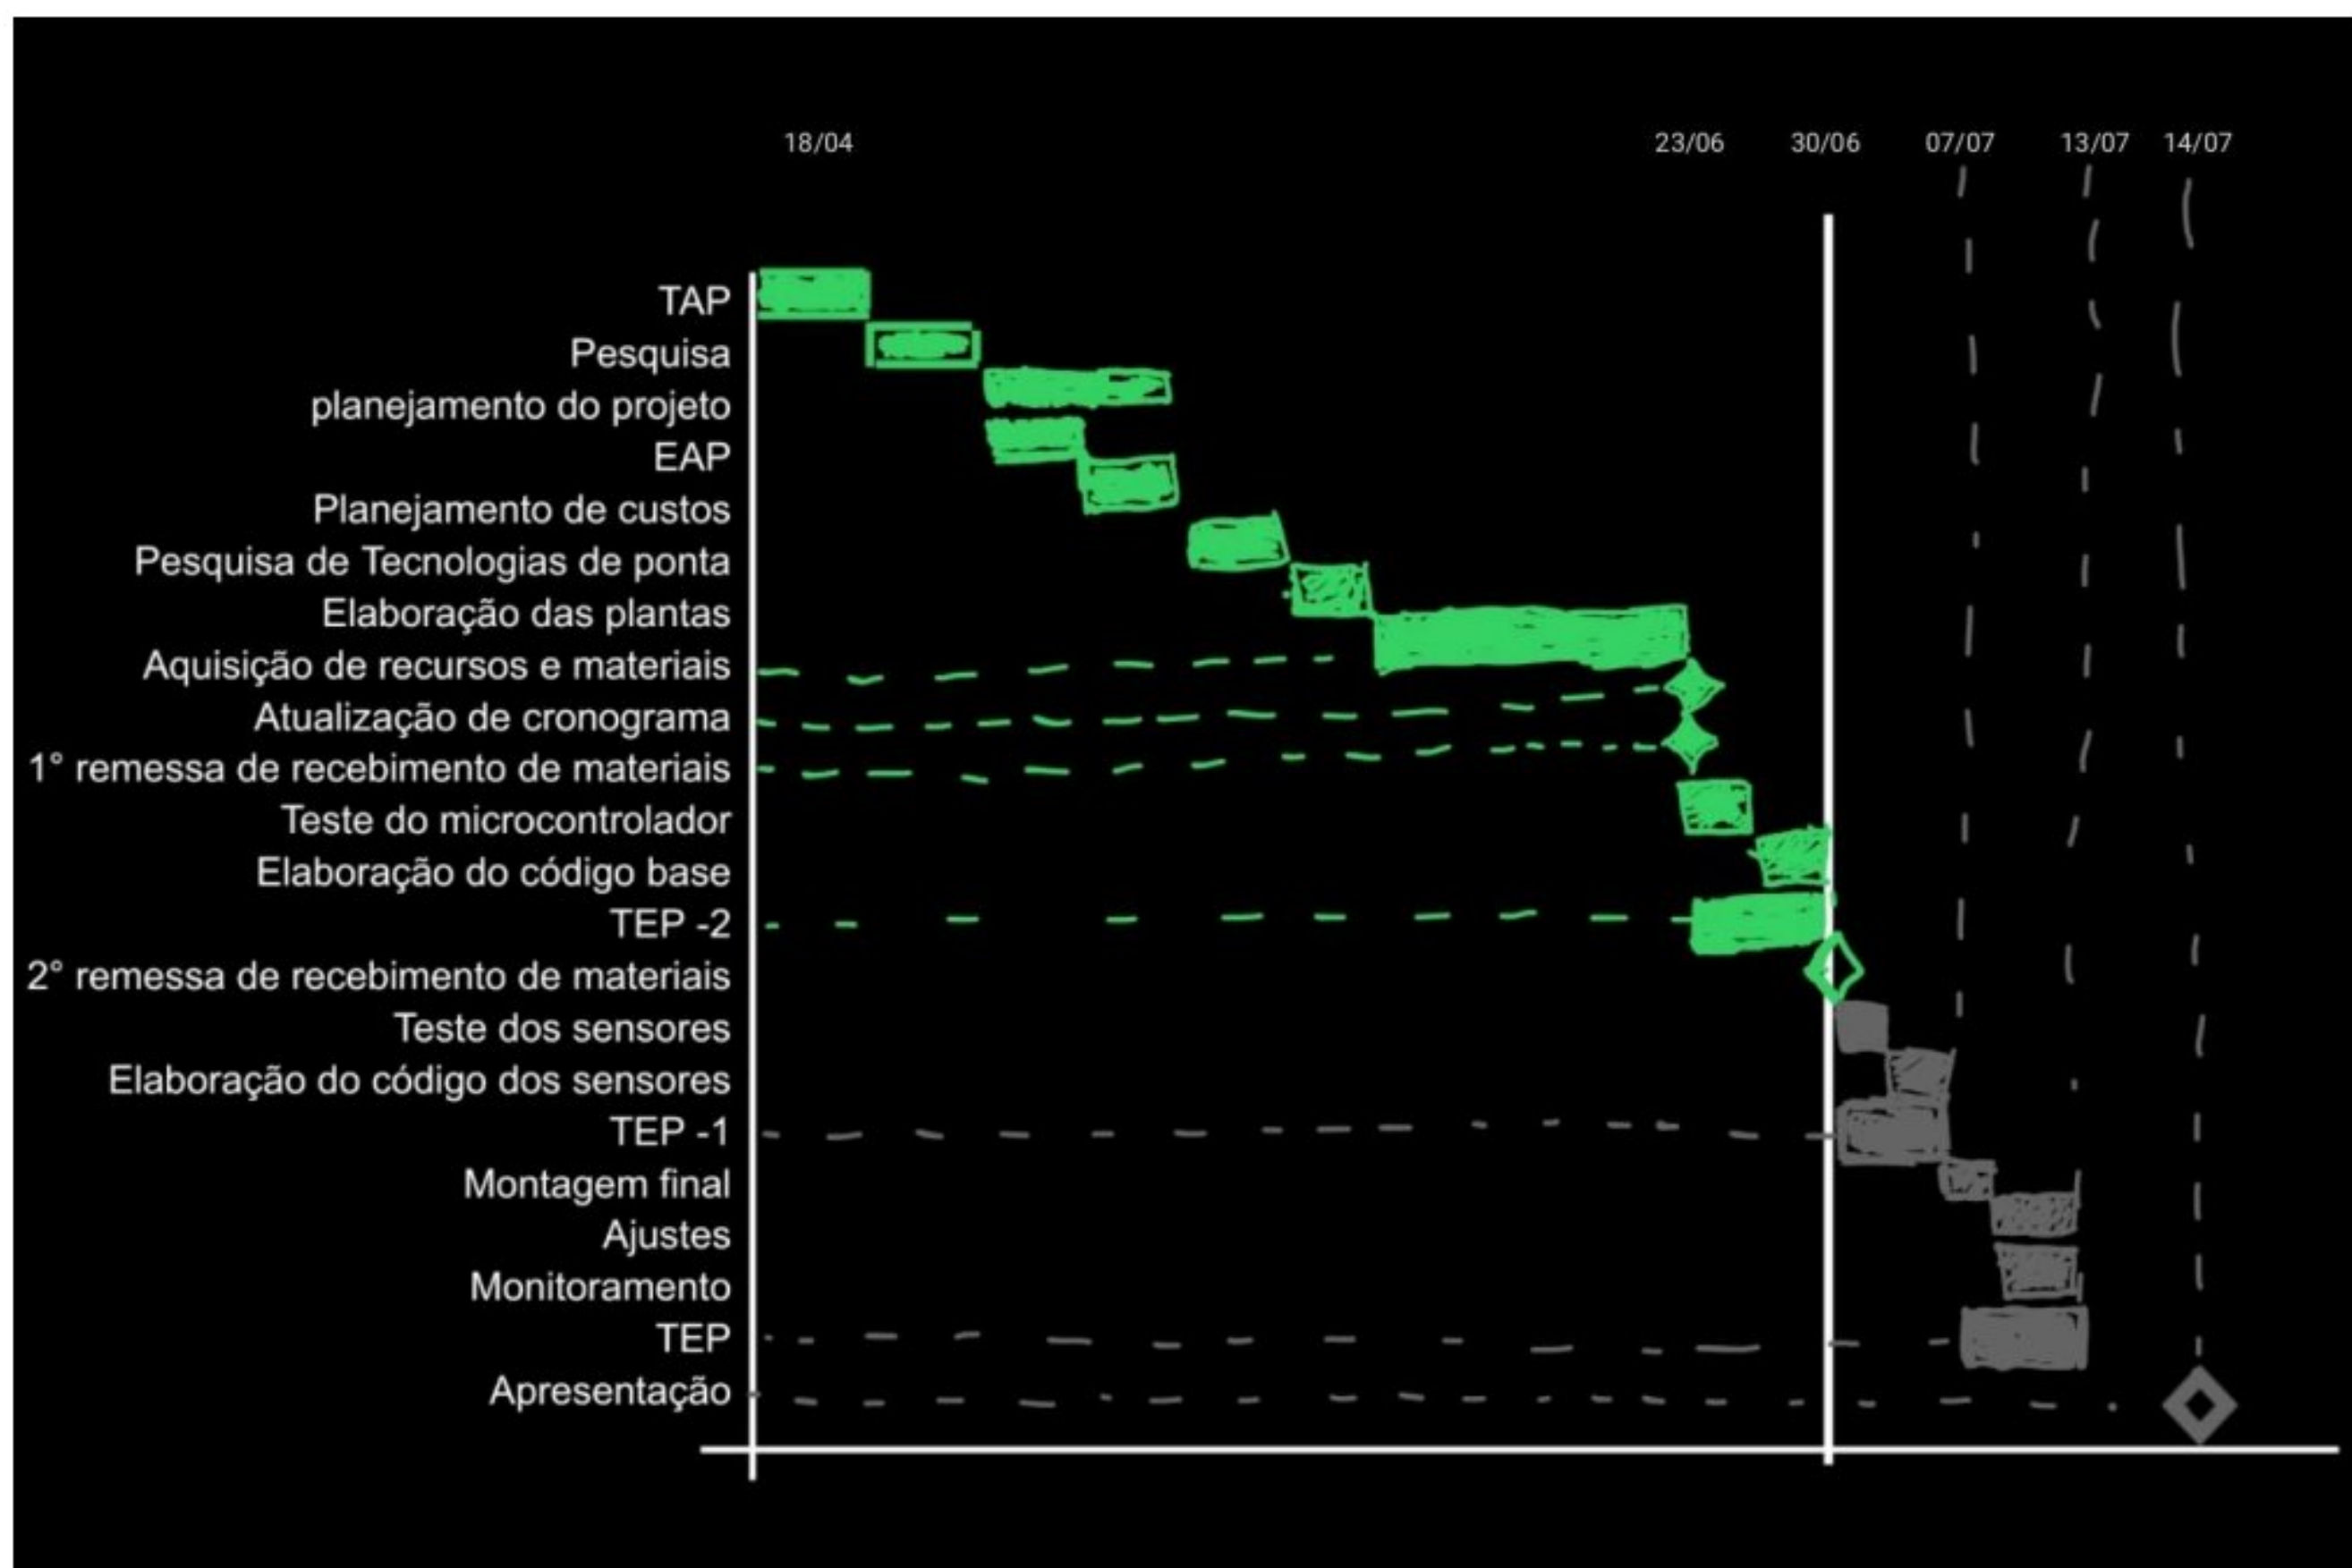 18/04 23/06 30/06 07/07 13/07 14/07
TAP
Pesquisa
planejamento do projeto
EAP
Planejamento de custos
Pesquisa de Tecnologias de ponta
Elaboração das plantas
Aquisição de recursos e materiais
Atualização de cronograma
1° remessa de recebimento de materiais
Teste do microcontrolador
Elaboração do código base
TEP -2
2° remessa de recebimento de materiais
Teste dos sensores
Elaboração do código dos sensores
TEP -1
Montagem final
Ajustes
Monitoramento
TEP
Apresentação